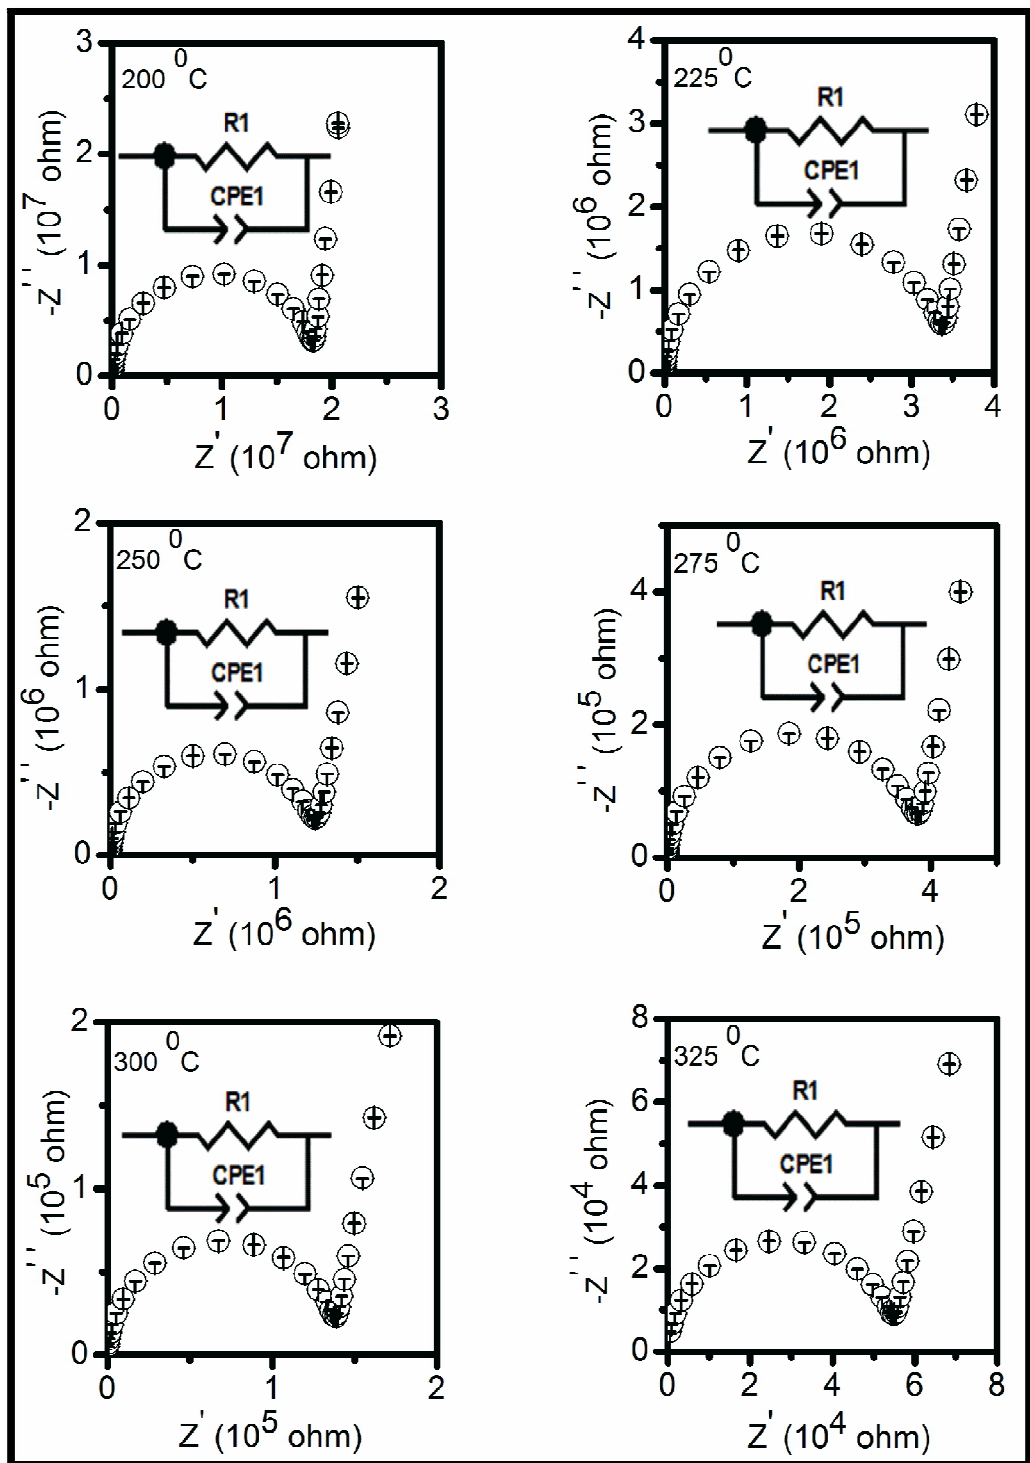 3
2
1
0
-Z'' (10^7 ohm)
200 ^0C
R1
CPE1
0 1 2 3
Z' (10^7 ohm)
4
3
2
1
0
-Z'' (10^6 ohm)
225 ^0C
R1
CPE1
0 1 2 3 4
Z' (10^6 ohm)
2
1
0
-Z'' (10^6 ohm)
250 ^0C
R1
CPE1
0 1 2
Z' (10^6 ohm)
4
2
0
-Z'' (10^5 ohm)
275 ^0C
R1
CPE1
0 2 4
Z' (10^5 ohm)
2
1
0
-Z'' (10^5 ohm)
300 ^0C
R1
CPE1
0 1 2
Z' (10^5 ohm)
8
6
4
2
0
-Z'' (10^4 ohm)
325 ^0C
R1
CPE1
0 2 4 6 8
Z' (10^4 ohm)